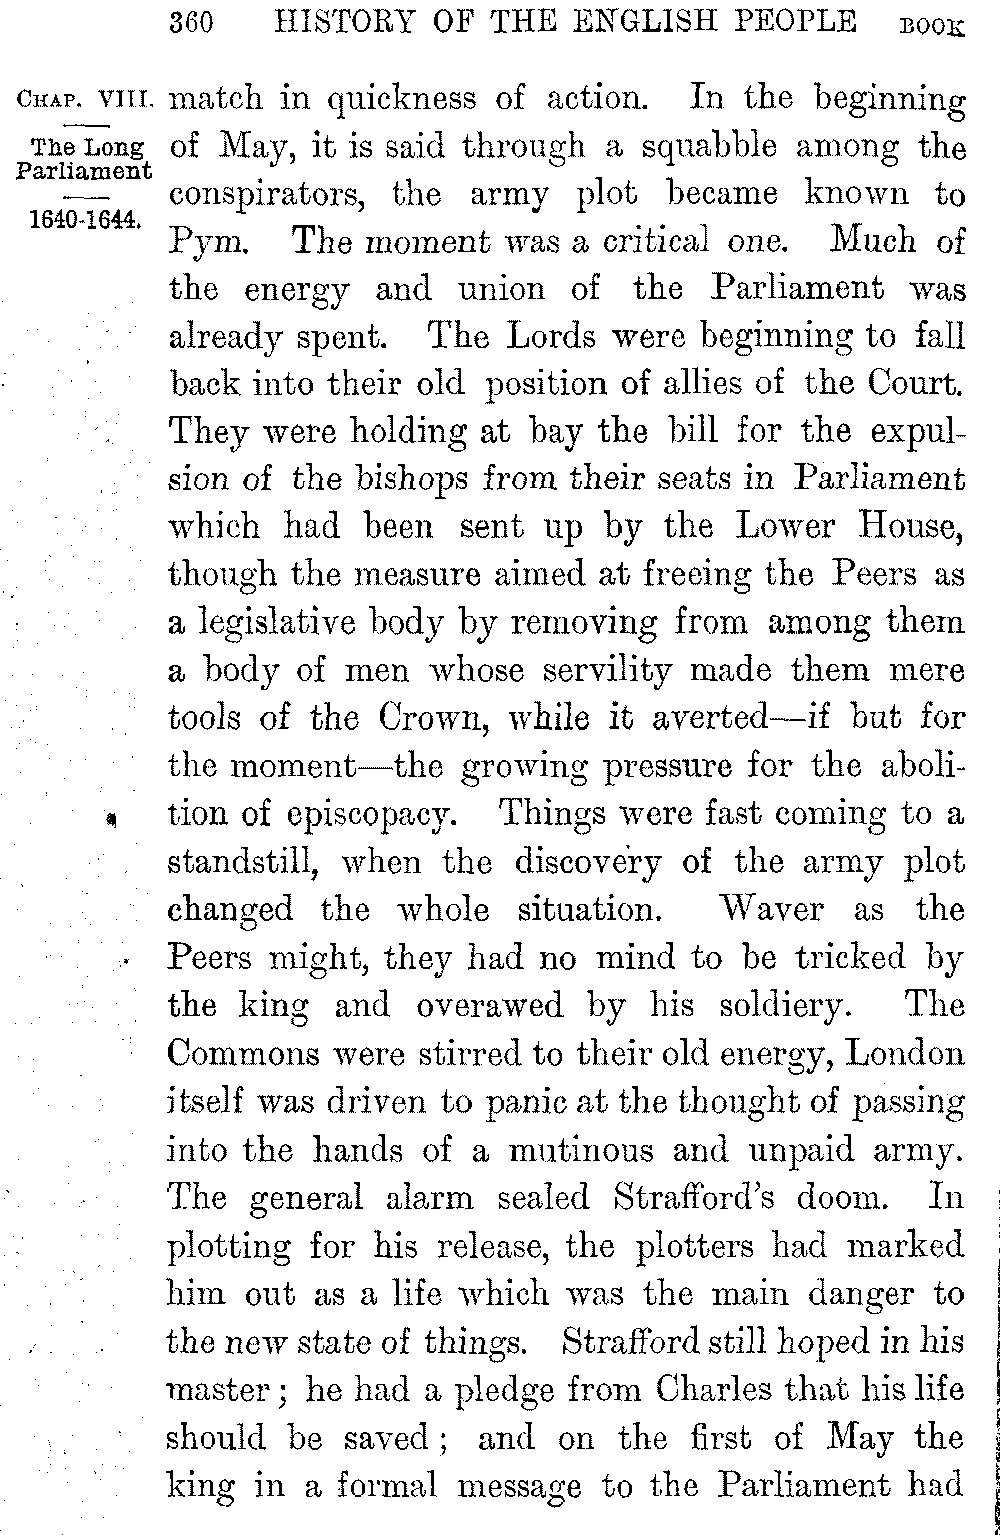 360 HISTORY OF THE ENGLISH PEOPLE BOOK
CHAP. VIII.
The Long
Parliament
1640-1644.
match in quickness of action. In the beginning
of May, it is said through a squabble among the
conspirators, the army plot became known to
Pym. The moment was a critical one. Much of
the energy and union of the Parliament was
already spent. The Lords were beginning to fall
back into their old position of allies of the Court.
They were holding at bay the bill for the expul-
sion of the bishops from their seats in Parliament
which had been sent up by the Lower House,
though the measure aimed at freeing the Peers as
a legislative body by removing from among them
a body of men whose servility made them mere
tools of the Crown, while it averted—if but for
the moment—the growing pressure for the aboli-
tion of episcopacy. Things were fast coming to a
standstill, when the discovery of the army plot
changed the whole situation. Waver as the
Peers might, they had no mind to be tricked by
the king and overawed by his soldiery. The
Commons were stirred to their old energy, London
itself was driven to panic at the thought of passing
into the hands of a mutinous and unpaid army.
The general alarm sealed Strafford's doom. In
plotting for his release, the plotters had marked
him out as a life which was the main danger to
the new state of things. Strafford still hoped in his
master; he had a pledge from Charles that his life
should be saved; and on the first of May the
king in a formal message to the Parliament had